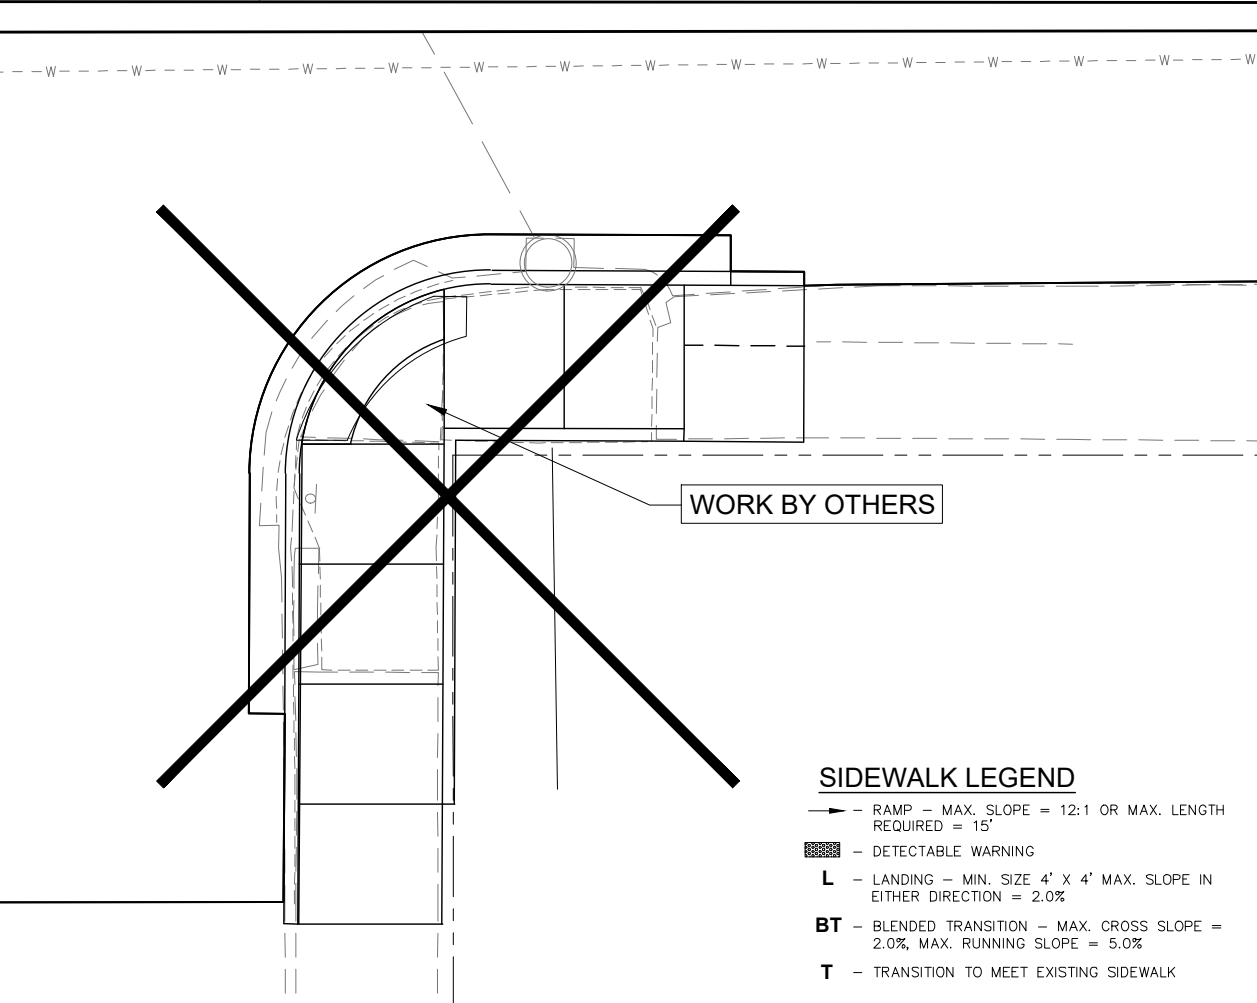 W W W W W W W W W W W W W W W
WORK BY OTHERS
SIDEWALK LEGEND
– RAMP – MAX. SLOPE = 12:1 OR MAX. LENGTH
REQUIRED = 15'
– DETECTABLE WARNING
L – LANDING – MIN. SIZE 4' X 4' MAX. SLOPE IN
EITHER DIRECTION = 2.0%
BT – BLENDED TRANSITION – MAX. CROSS SLOPE =
2.0%, MAX. RUNNING SLOPE = 5.0%
T – TRANSITION TO MEET EXISTING SIDEWALK